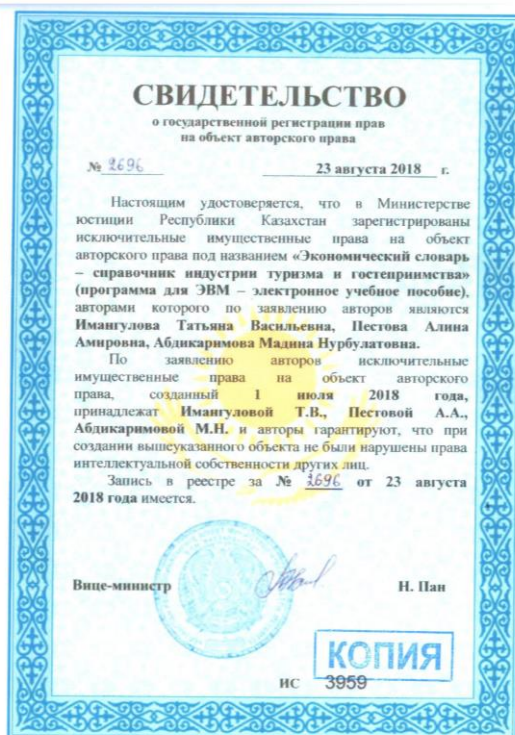 СВИДЕТЕЛЬСТВО
о государственной регистрации прав
на объект авторского права
№ 2696 23 августа 2018 г.
Настоящим удостоверяется, что в Министерстве
юстиции Республики Казахстан зарегистрированы
исключительные имущественные права на объект
авторского права под названием «Экономический словарь
– справочник индустрии туризма и гостеприимства»
(программа для ЭВМ – электронное учебное пособие),
авторами которого по заявлению авторов являются
Имангулова Татьяна Васильевна, Пестова Алина
Амировна, Абдикаримова Мадина Нурбулатовна.
По заявлению авторов исключительные
имущественные права на объект авторского
права, созданный 1 июля 2018 года,
принадлежат Имангуловой Т.В., Пестовой А.А.,
Абдикаримовой М.Н. и авторы гарантируют, что при
создании вышеуказанного объекта не были нарушены права
интеллектуальной собственности других лиц.
Запись в реестре за № 2696 от 23 августа
2018 года имеется.
Вице-министр Н. Пан
КОПИЯ
ИС 3959